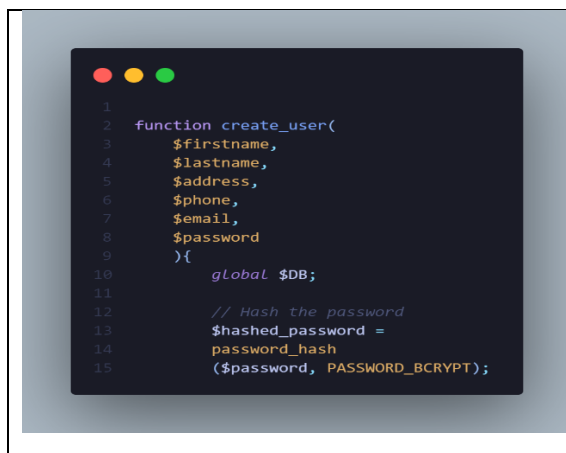 1
2 function create_user(
3 $firstname,
4 $lastname,
5 $address,
6 $phone,
7 $email,
8 $password
9 ){
10 global $DB;
11
12 // Hash the password
13 $hashed_password =
14 password_hash
15 ($password, PASSWORD_BCRYPT);